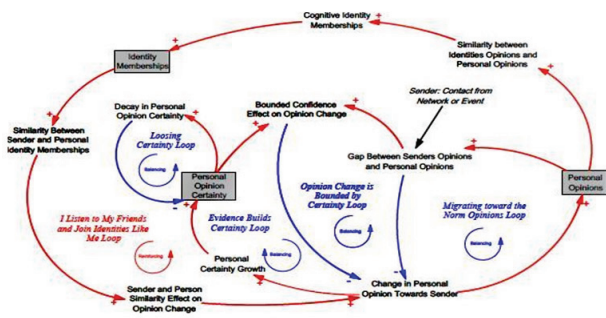 Cognitive Identity
Memberships
Similarity between
Identities Opinions and
Personal Opinions
Identity
Memberships
Sender: Contact from
Network or Event
Decay in Personal
Opinion Certainty
Bounded Confidence
Effect on Opinion Change
Similarity Between
Sender and Personal
Identity Memberships
Loosing
Certainty Loop
Balancing
Gap Between Senders Opinions
and Personal Opinions
Personal
Opinion
Certainty
Personal
Opinions
I Listen to My Friends
and Join Identities Like
Me Loop
Reinforcing
Evidence Builds
Certainty Loop
Balancing
Opinion Change is
Bounded by
Certainty Loop
Balancing
Migrating toward the
Norm Opinions Loop
Balancing
Personal
Certainty Growth
Change in Personal
Opinion Towards Sender
Sender and Person
Similarity Effect on
Opinion Change